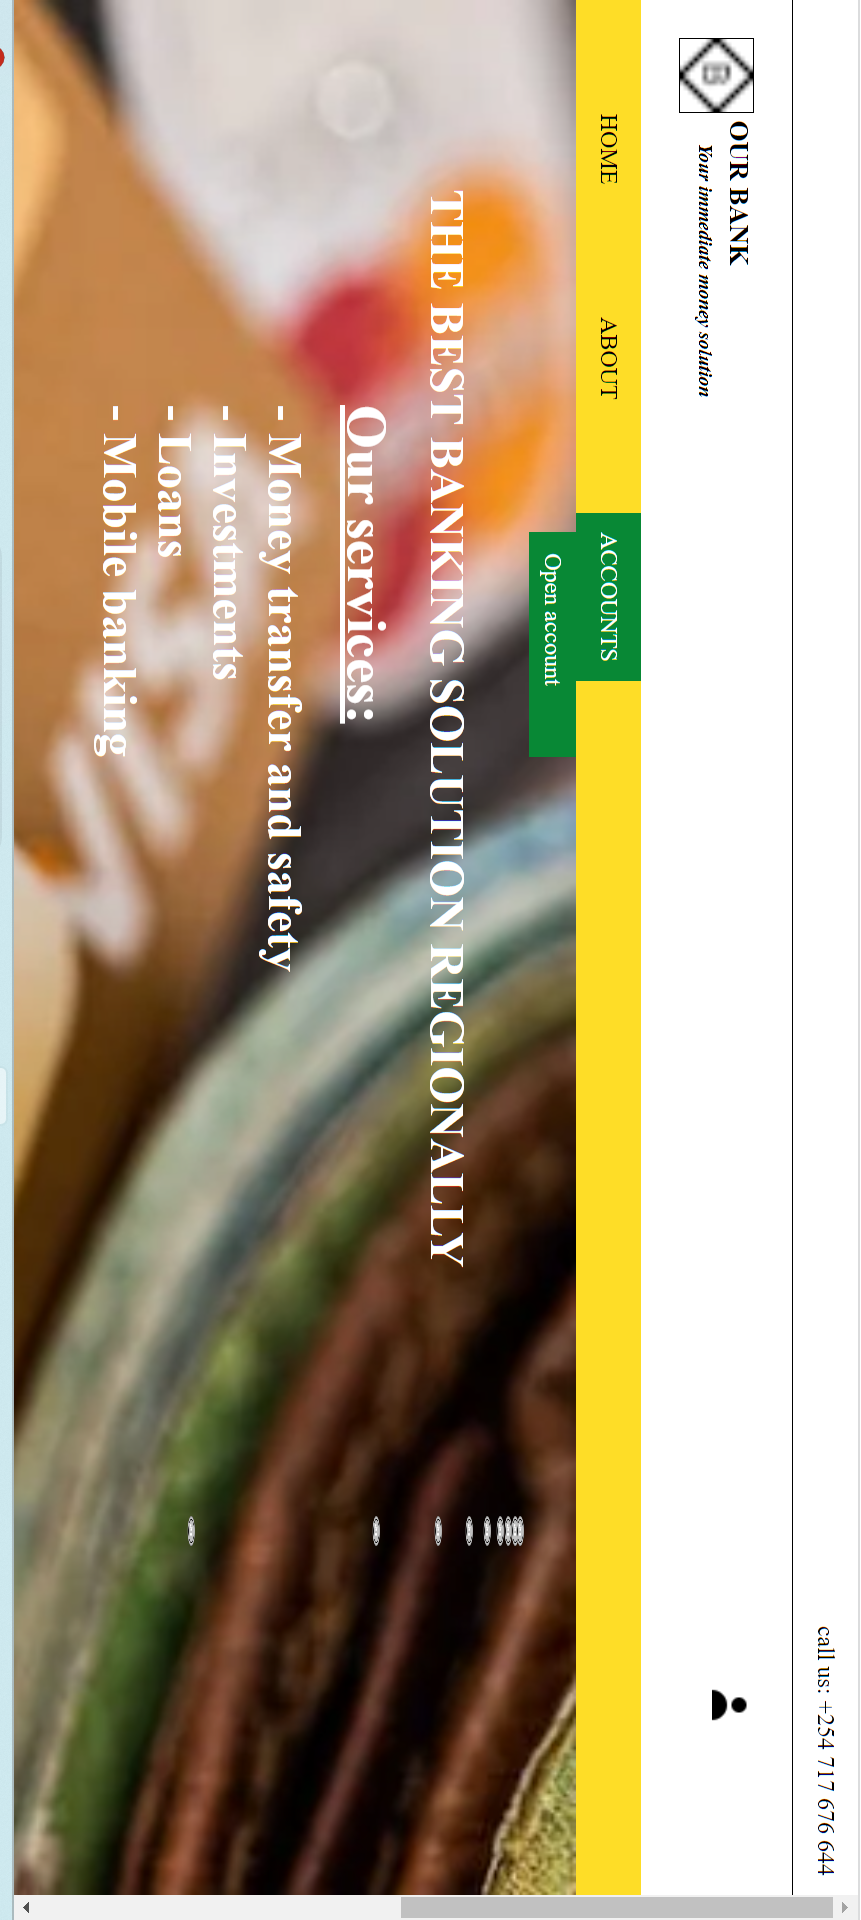 call us: +254 717 676 644
OUR BANK
Your immediate money solution
HOME
ABOUT
ACCOUNTS
Open account
THE BEST BANKING SOLUTION REGIONALLY
Our services:
- Money transfer and safety
- Investments
- Loans
- Mobile banking